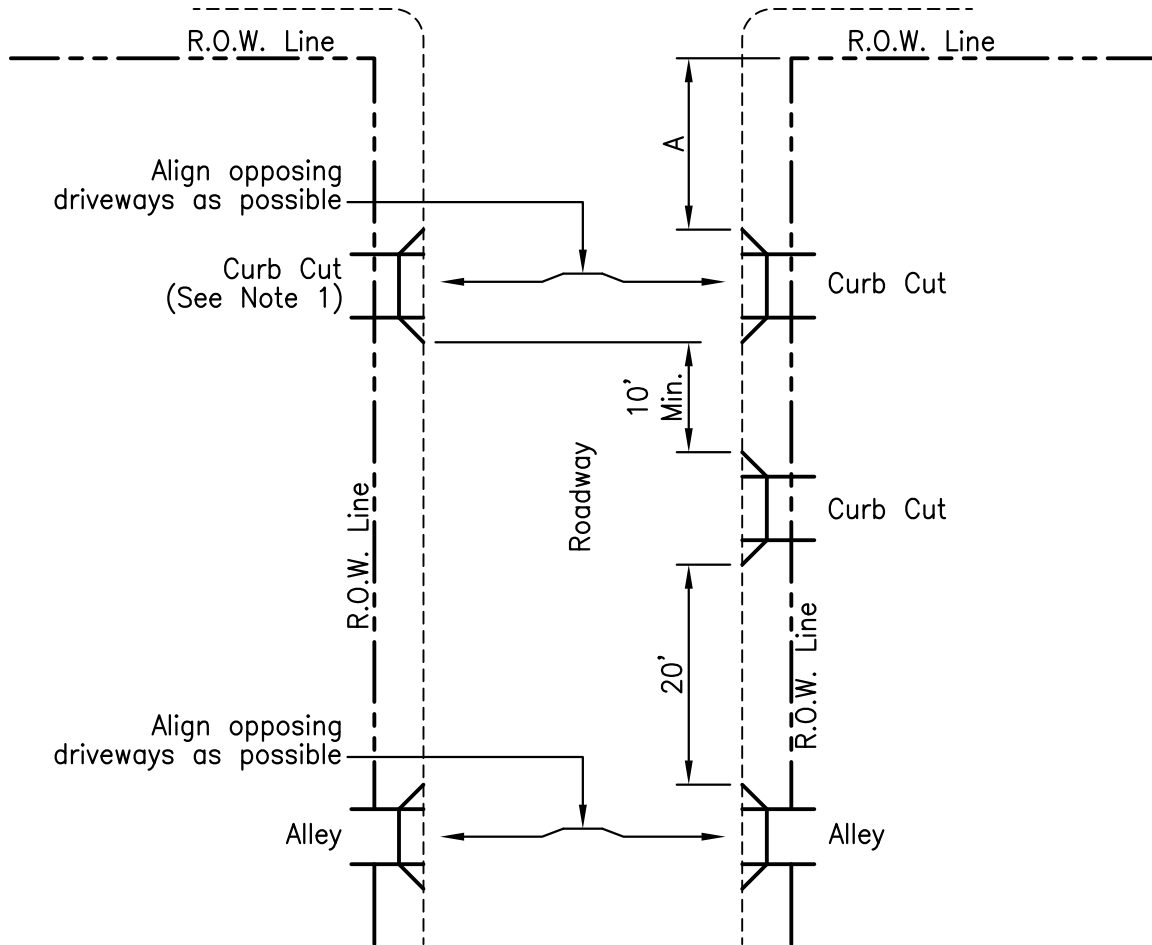 R.O.W. Line
R.O.W. Line
A
Align opposing
driveways as possible
Curb Cut
(See Note 1)
Curb Cut
10'
Min.
Roadway
Curb Cut
R.O.W. Line
R.O.W. Line
20'
Align opposing
driveways as possible
Alley
Alley